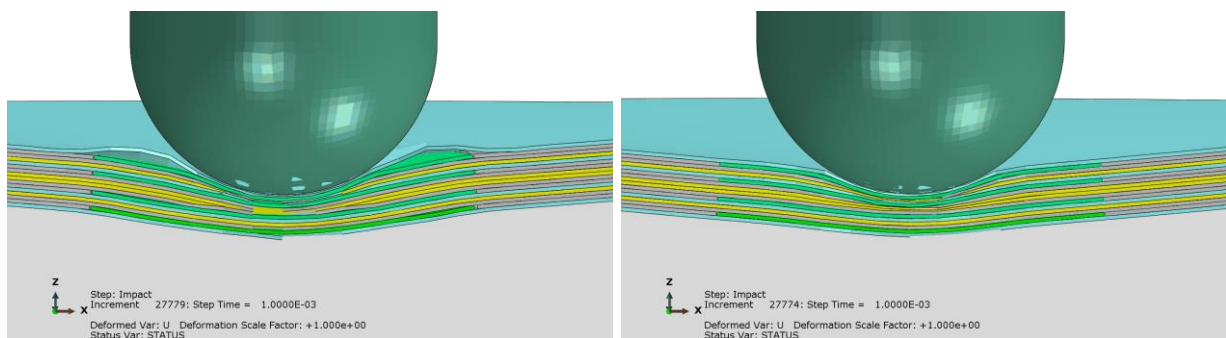 Z
X
Step: Impact
Increment 27779: Step Time = 1.0000E-03
Deformed Var: U Deformation Scale Factor: +1.000e+00
Status Var: STATUS
Z
X
Step: Impact
Increment 27774: Step Time = 1.0000E-03
Deformed Var: U Deformation Scale Factor: +1.000e+00
Status Var: STATUS